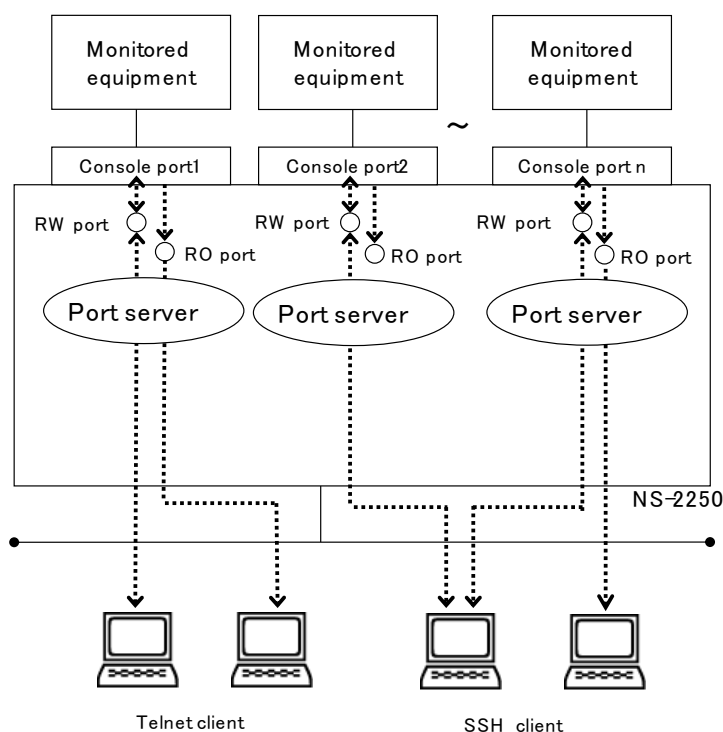 Monitored
equipment
Monitored
equipment
Monitored
equipment
~
Console port1
Console port2
Console port n
RW port
RO port
RW port
RO port
RW port
RO port
Port server
Port server
Port server
NS-2250
Telnet client
SSH client